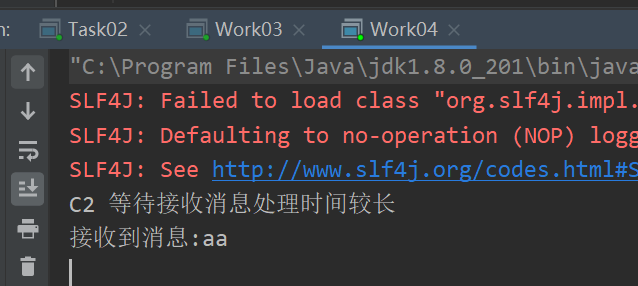 n: Task02 Work03 Work04
"C:\Program Files\Java\jdk1.8.0_201\bin\java
SLF4J: Failed to load class "org.slf4j.impl.
SLF4J: Defaulting to no-operation (NOP) logg
SLF4J: See http://www.slf4j.org/codes.html#S
C2 等待接收消息处理时间较长
接收到消息:aa